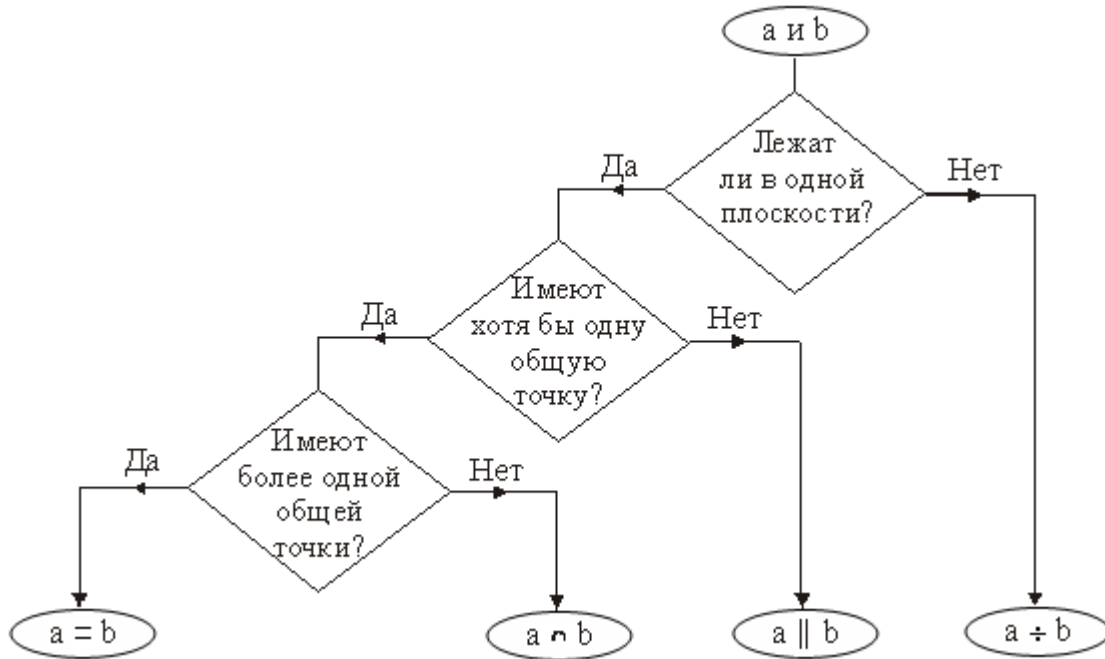 a и b
Лежат
ли в одной
плоскости?
Да
Нет
Имеют
хотя бы одну
общую
точку?
Да
Нет
Имеют
более одной
общей
точки?
Да
Нет
a = b
a ∩ b
a || b
a ÷ b